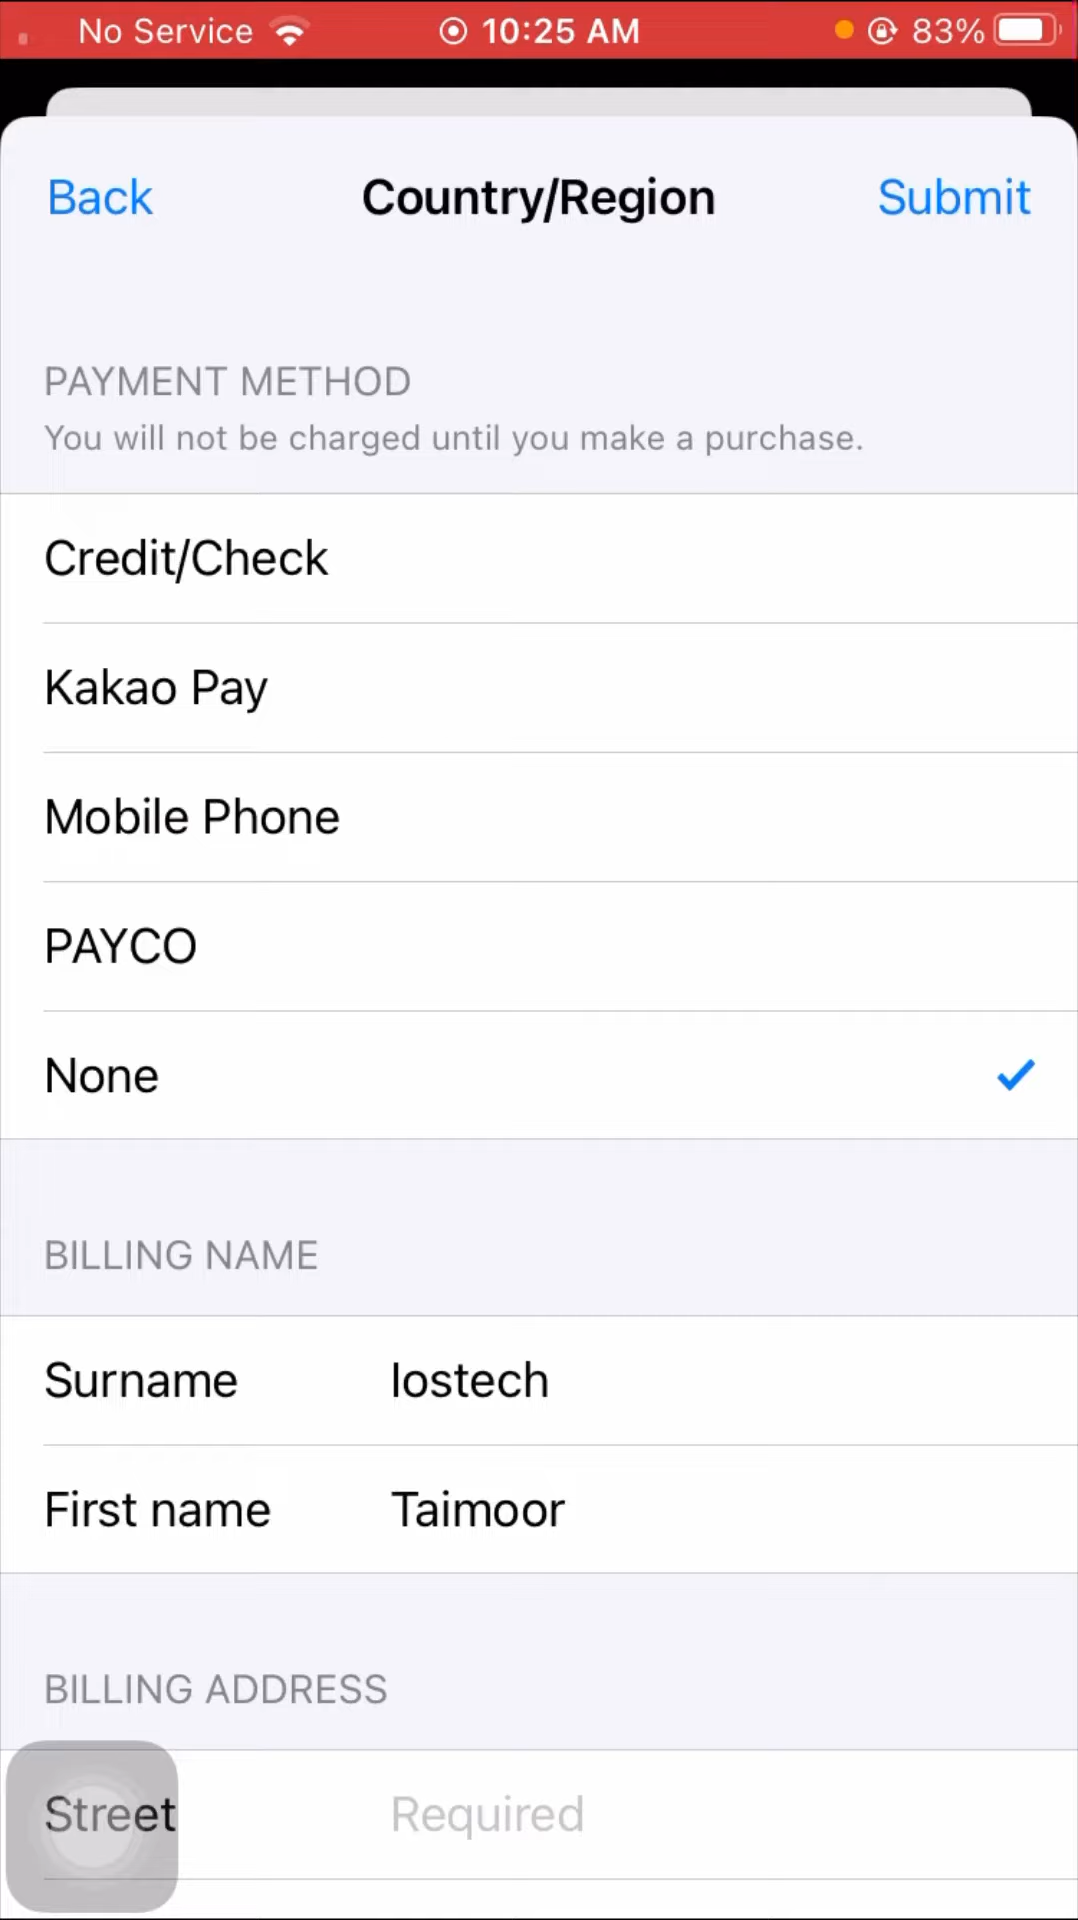 No Service 10:25 AM 83%
Back Country/Region Submit
PAYMENT METHOD
You will not be charged until you make a purchase.
Credit/Check
Kakao Pay
Mobile Phone
PAYCO
None
BILLING NAME
Surname Iostech
First name Taimoor
BILLING ADDRESS
Street Required